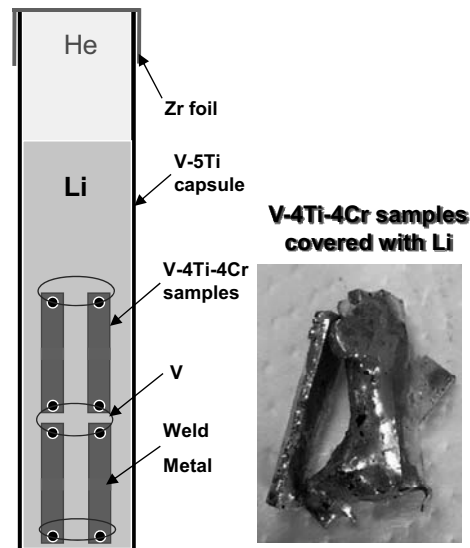 He
Zr foil
V-5Ti
capsule
Li
V-4Ti-4Cr
samples
V
Weld
Metal
V-4Ti-4Cr samples
covered with Li